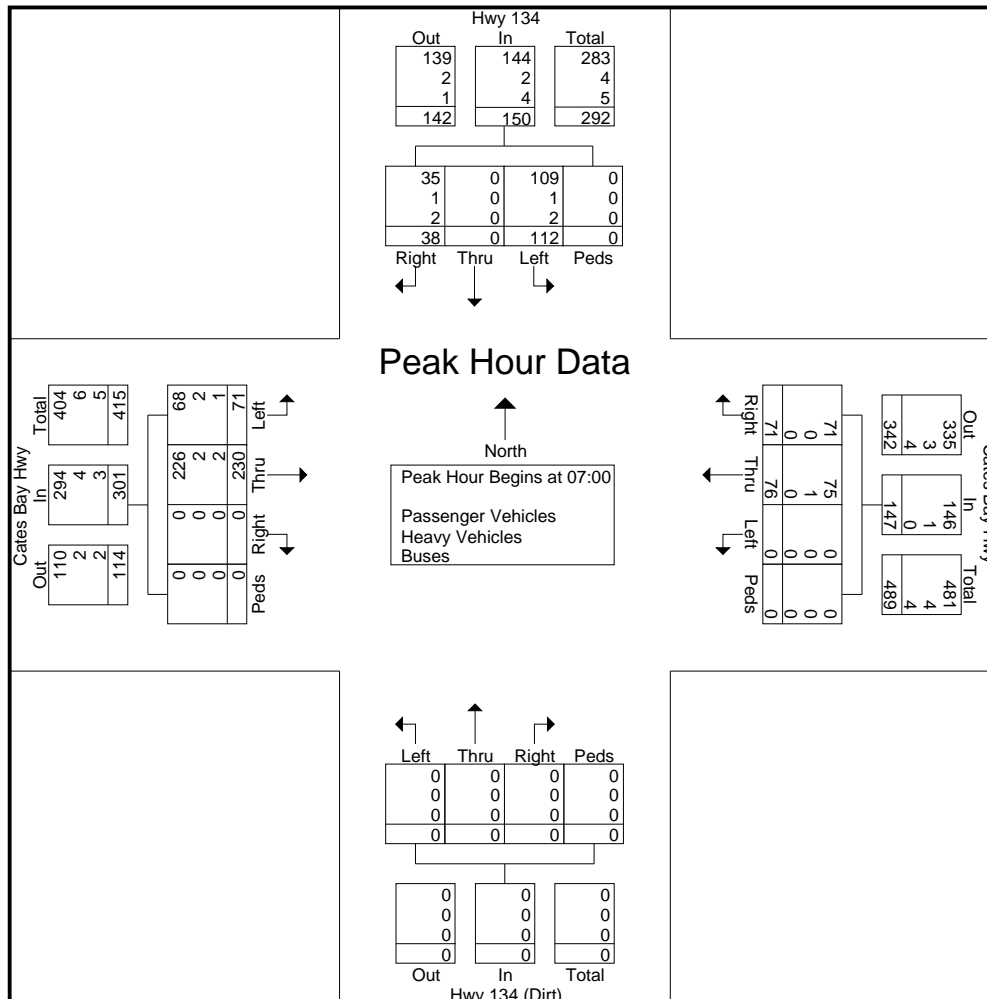 Hwy 134
Out In Total
139 144 283
2 2 4
1 4 5
142 150 292
35 0 109 0
1 0 1 0
2 0 2 0
38 0 112 0
Right Thru Left Peds
Peak Hour Data
North
Peak Hour Begins at 07:00
Passenger Vehicles
Heavy Vehicles
Buses
Cates Bay Hwy
Out In Total
110 294 404
2 4 6
2 3 5
114 301 415
0 0 226 68
0 0 2 2
0 0 2 1
0 0 230 71
Peds Right Thru Left
Cates Bay Hwy
Out In Total
335 146 481
3 1 4
4 0 4
342 147 489
71 75 0 0
0 1 0 0
0 0 0 0
71 76 0 0
Right Thru Left Peds
Left Thru Right Peds
0 0 0 0
0 0 0 0
0 0 0 0
0 0 0 0
0 0 0
0 0 0
0 0 0
0 0 0
Out In Total
Hwy 134 (Dirt)